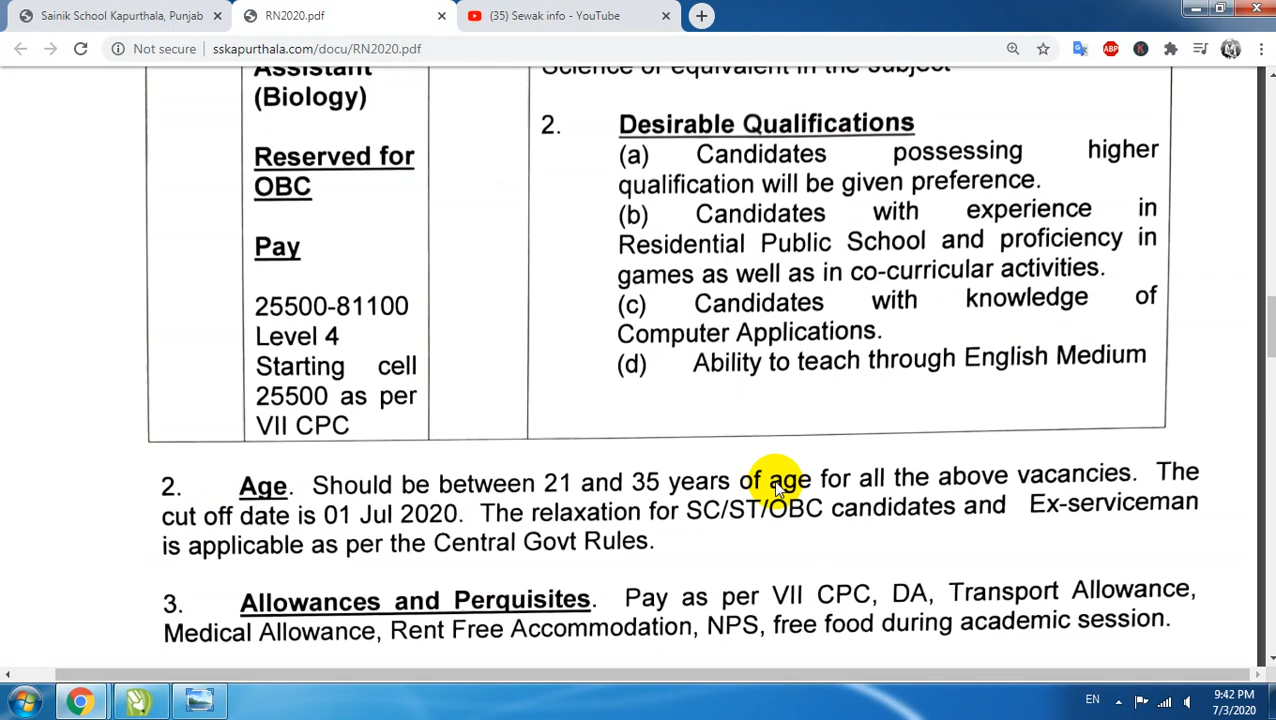 Sainik School Kapurthala, Punjab
RN2020.pdf
(35) Sewak info - YouTube
Not secure | sskapurthala.com/docu/RN2020.pdf
Assistant
(Biology)
Reserved for
OBC
Pay
25500-81100
Level 4
Starting cell
25500 as per
VII CPC
Science or equivalent in the subject
2. Desirable Qualifications
(a) Candidates possessing higher
qualification will be given preference.
(b) Candidates with experience in
Residential Public School and proficiency in
games as well as in co-curricular activities.
(c) Candidates with knowledge of
Computer Applications.
(d) Ability to teach through English Medium
2. Age. Should be between 21 and 35 years of age for all the above vacancies. The
cut off date is 01 Jul 2020. The relaxation for SC/ST/OBC candidates and Ex-serviceman
is applicable as per the Central Govt Rules.
3. Allowances and Perquisites. Pay as per VII CPC, DA, Transport Allowance,
Medical Allowance, Rent Free Accommodation, NPS, free food during academic session.
EN
9:42 PM
7/3/2020